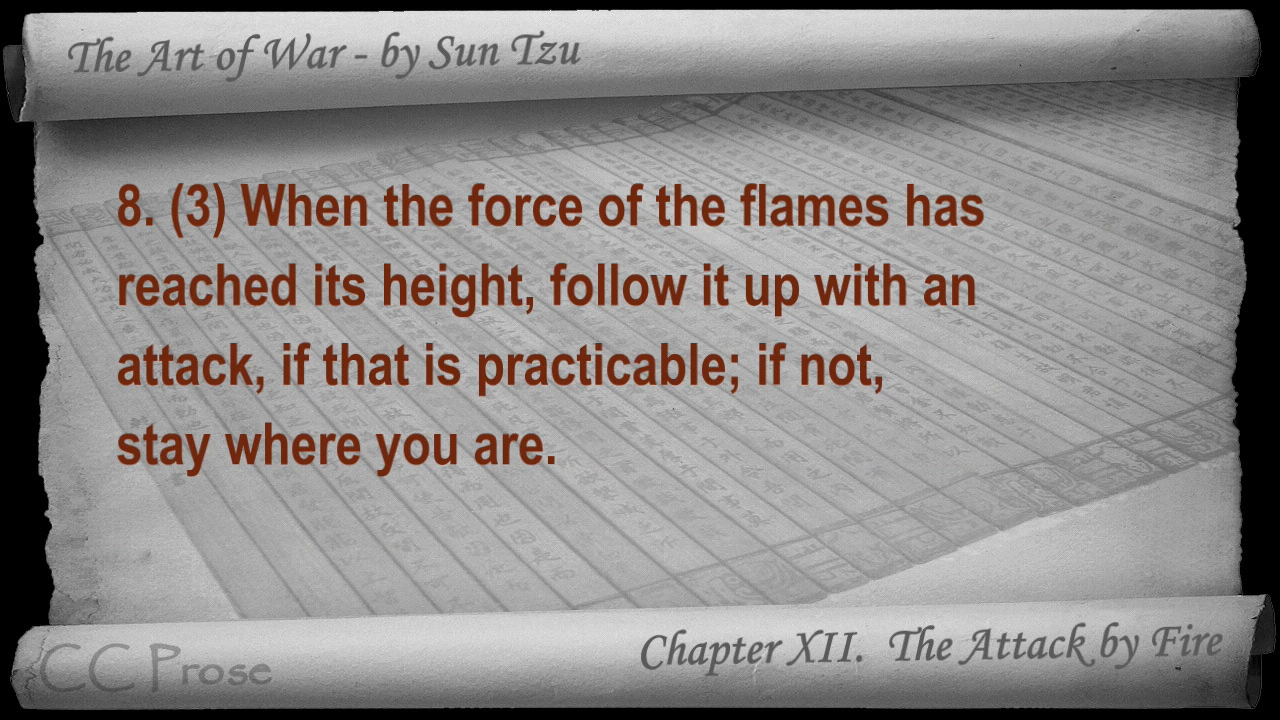 The Art of War - by Sun Tzu
8. (3) When the force of the flames has
reached its height, follow it up with an
attack, if that is practicable; if not,
stay where you are.
Chapter XII. The Attack by Fire
CC Prose